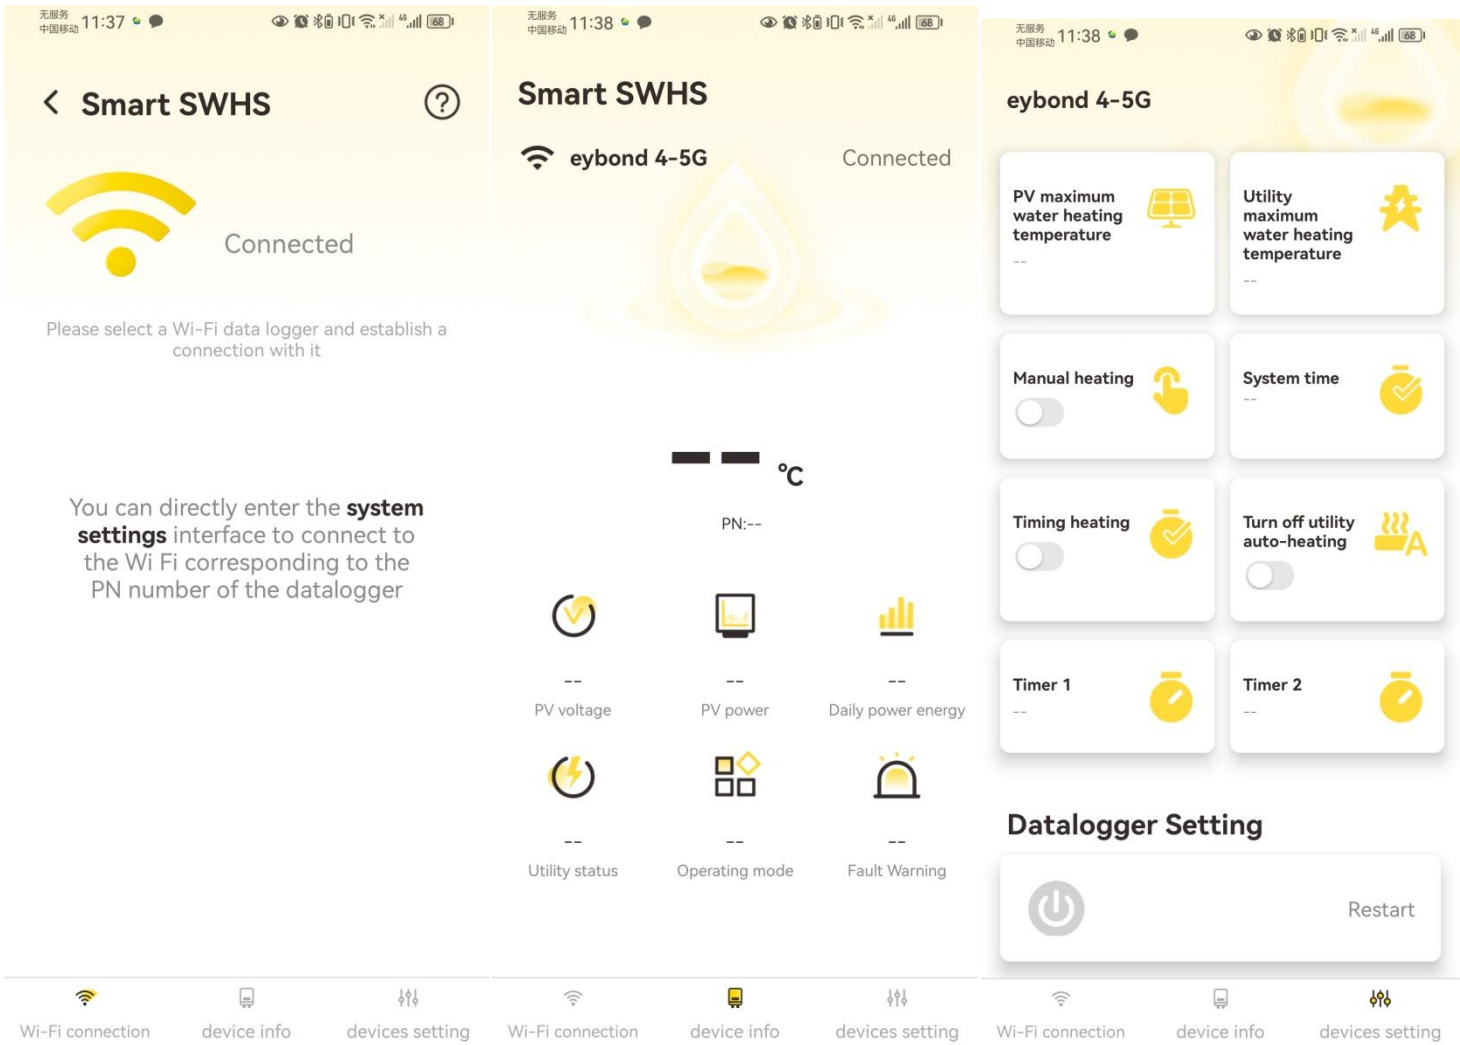 无服务
中国移动 11:37
68
Smart SWHS
?
Connected
Please select a Wi-Fi data logger and establish a
connection with it
You can directly enter the system
settings interface to connect to
the Wi Fi corresponding to the
PN number of the datalogger
Wi-Fi connection
device info
devices setting
无服务
中国移动 11:38
68
Smart SWHS
eybond 4-5G
Connected
-- °C
PN:--
--
--
--
PV voltage
PV power
Daily power energy
--
--
--
Utility status
Operating mode
Fault Warning
Wi-Fi connection
device info
devices setting
无服务
中国移动 11:38
68
eybond 4-5G
PV maximum
water heating
temperature
--
Utility
maximum
water heating
temperature
--
Manual heating
System time
--
Timing heating
Turn off utility
auto-heating
A
Timer 1
--
Timer 2
--
Datalogger Setting
Restart
Wi-Fi connection
device info
devices setting